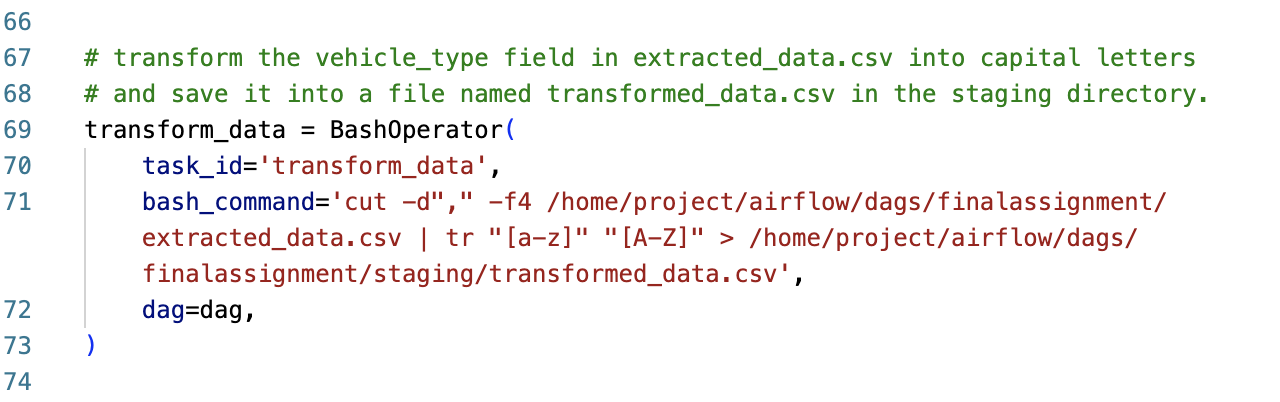 66
67 # transform the vehicle_type field in extracted_data.csv into capital letters
68 # and save it into a file named transformed_data.csv in the staging directory.
69 transform_data = BashOperator(
70 task_id='transform_data',
71 bash_command='cut -d"," -f4 /home/project/airflow/dags/finalassignment/
extracted_data.csv | tr "[a-z]" "[A-Z]" > /home/project/airflow/dags/
finalassignment/staging/transformed_data.csv',
72 dag=dag,
73 )
74